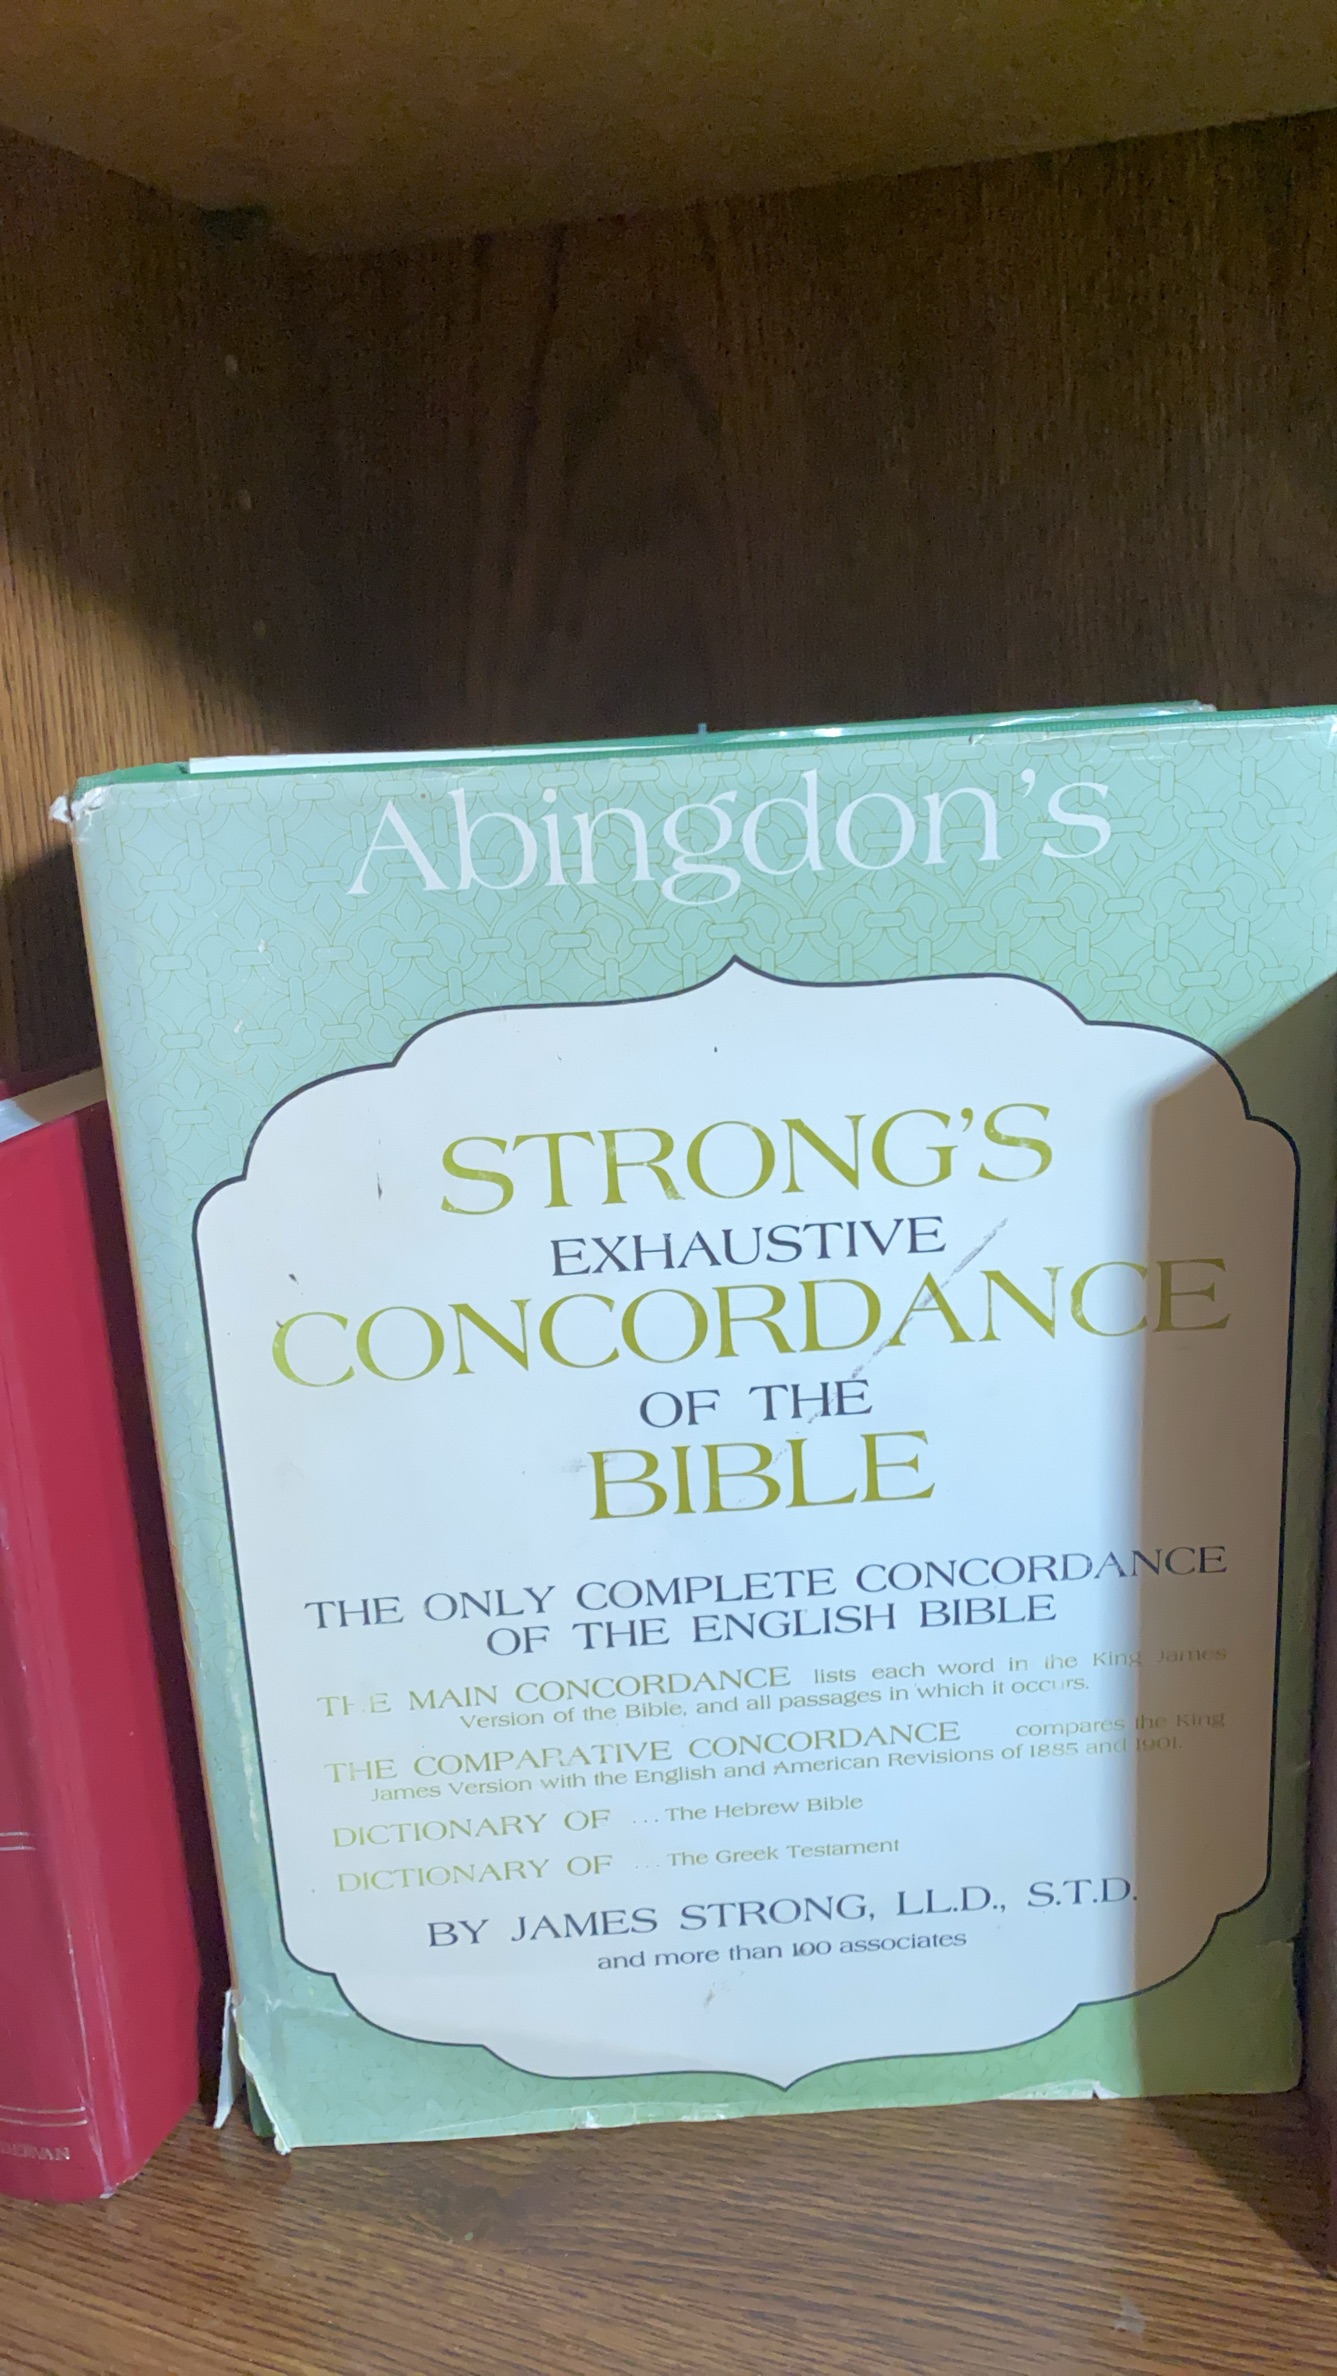 Abingdon's
STRONG'S
EXHAUSTIVE
CONCORDANCE
OF THE
BIBLE
THE ONLY COMPLETE CONCORDANCE
OF THE ENGLISH BIBLE
THE MAIN CONCORDANCE lists each word in the King James
Version of the Bible, and all passages in which it occurs.
THE COMPARATIVE CONCORDANCE compares the King
James Version with the English and American Revisions of 1885 and 1901.
DICTIONARY OF ... The Hebrew Bible
DICTIONARY OF ... The Greek Testament
BY JAMES STRONG, LL.D., S.T.D.
and more than 100 associates